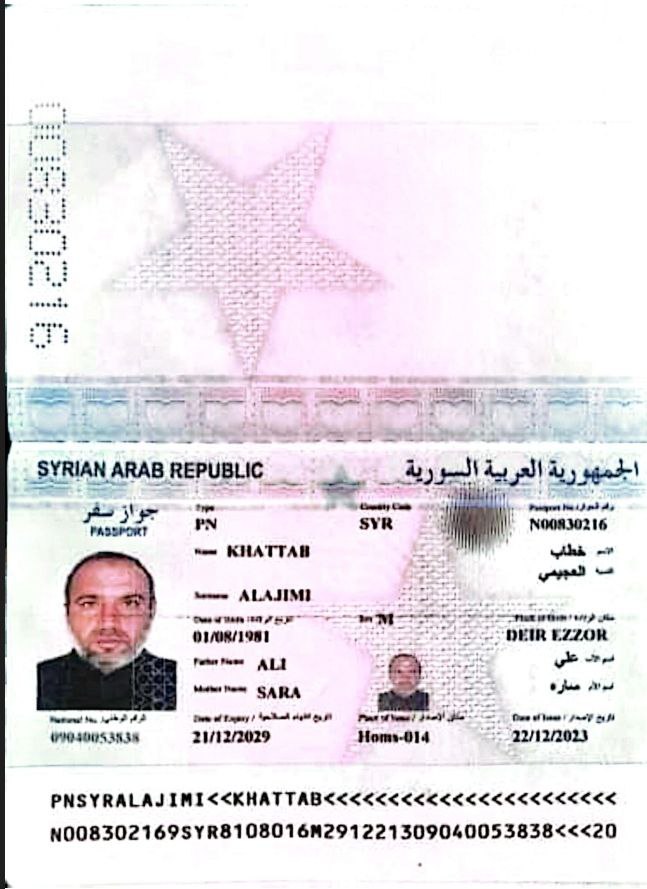 00830216
SYRIAN ARAB REPUBLIC الجمهورية العربية السورية
جواز سفر
PASSPORT
Type Country Code Passport No
PN SYR N00830216
Name KHATTAB الاسم خطاب
النسبة العجيمي
Surname ALAJIMI
Date of Birth / تاريخ الولادة Sex M Place of Birth / مكان الولادة
01/08/1981 DEIR EZZOR
Father Name ALI اسم الأب علي
Mother Name SARA اسم الأم ساره
National No. / الرقم الوطني Date of Expiry / تاريخ انتهاء الصلاحية Place of Issue / مكان الإصدار Date of Issue / تاريخ الإصدار
09040053838 21/12/2029 Homs-014 22/12/2023
PNSYRALAJIMI<<KHATTAB<<<<<<<<<<<<<<<<<<<<<<<
N008302169SYR8108016M291221309040053838<<<20